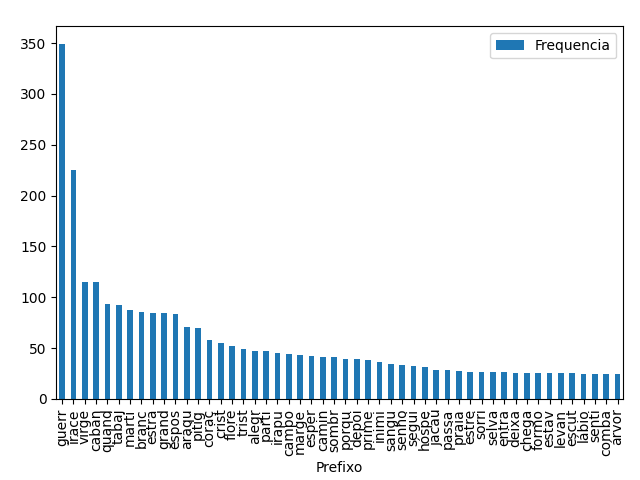 Frequencia
350
300
250
200
150
100
50
0
guerr
irace
virge
caban
quand
tabaj
marti
branc
estra
grand
espos
araqu
pitig
coraç
crist
flore
trist
alegr
parti
irapu
campo
marge
esper
camin
sombr
porqu
depoi
prime
inimi
sangu
senho
segui
hospe
jacaú
passa
praia
estre
sorri
selva
entra
deixa
chega
formo
estav
levan
escut
lábio
senti
comba
arvor
Prefixo